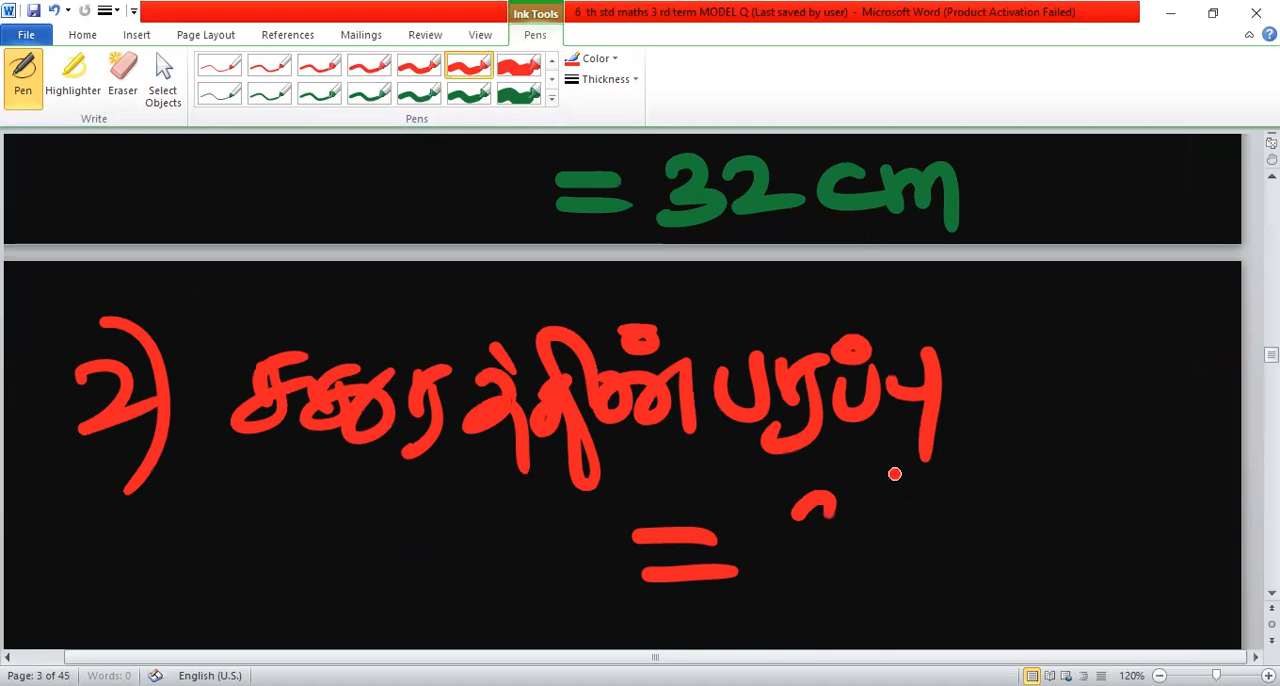 W
Ink Tools
6 th std maths 3 rd term MODEL Q (Last saved by user) - Microsoft Word (Product Activation Failed)
File Home Insert Page Layout References Mailings Review View Pens
Pen Highlighter Eraser Select Objects
Color
Thickness
Write Pens
= 32 cm
2) சதுரத்தின் பரப்பு
=
Page: 3 of 45 Words: 0 English (U.S.) 120%